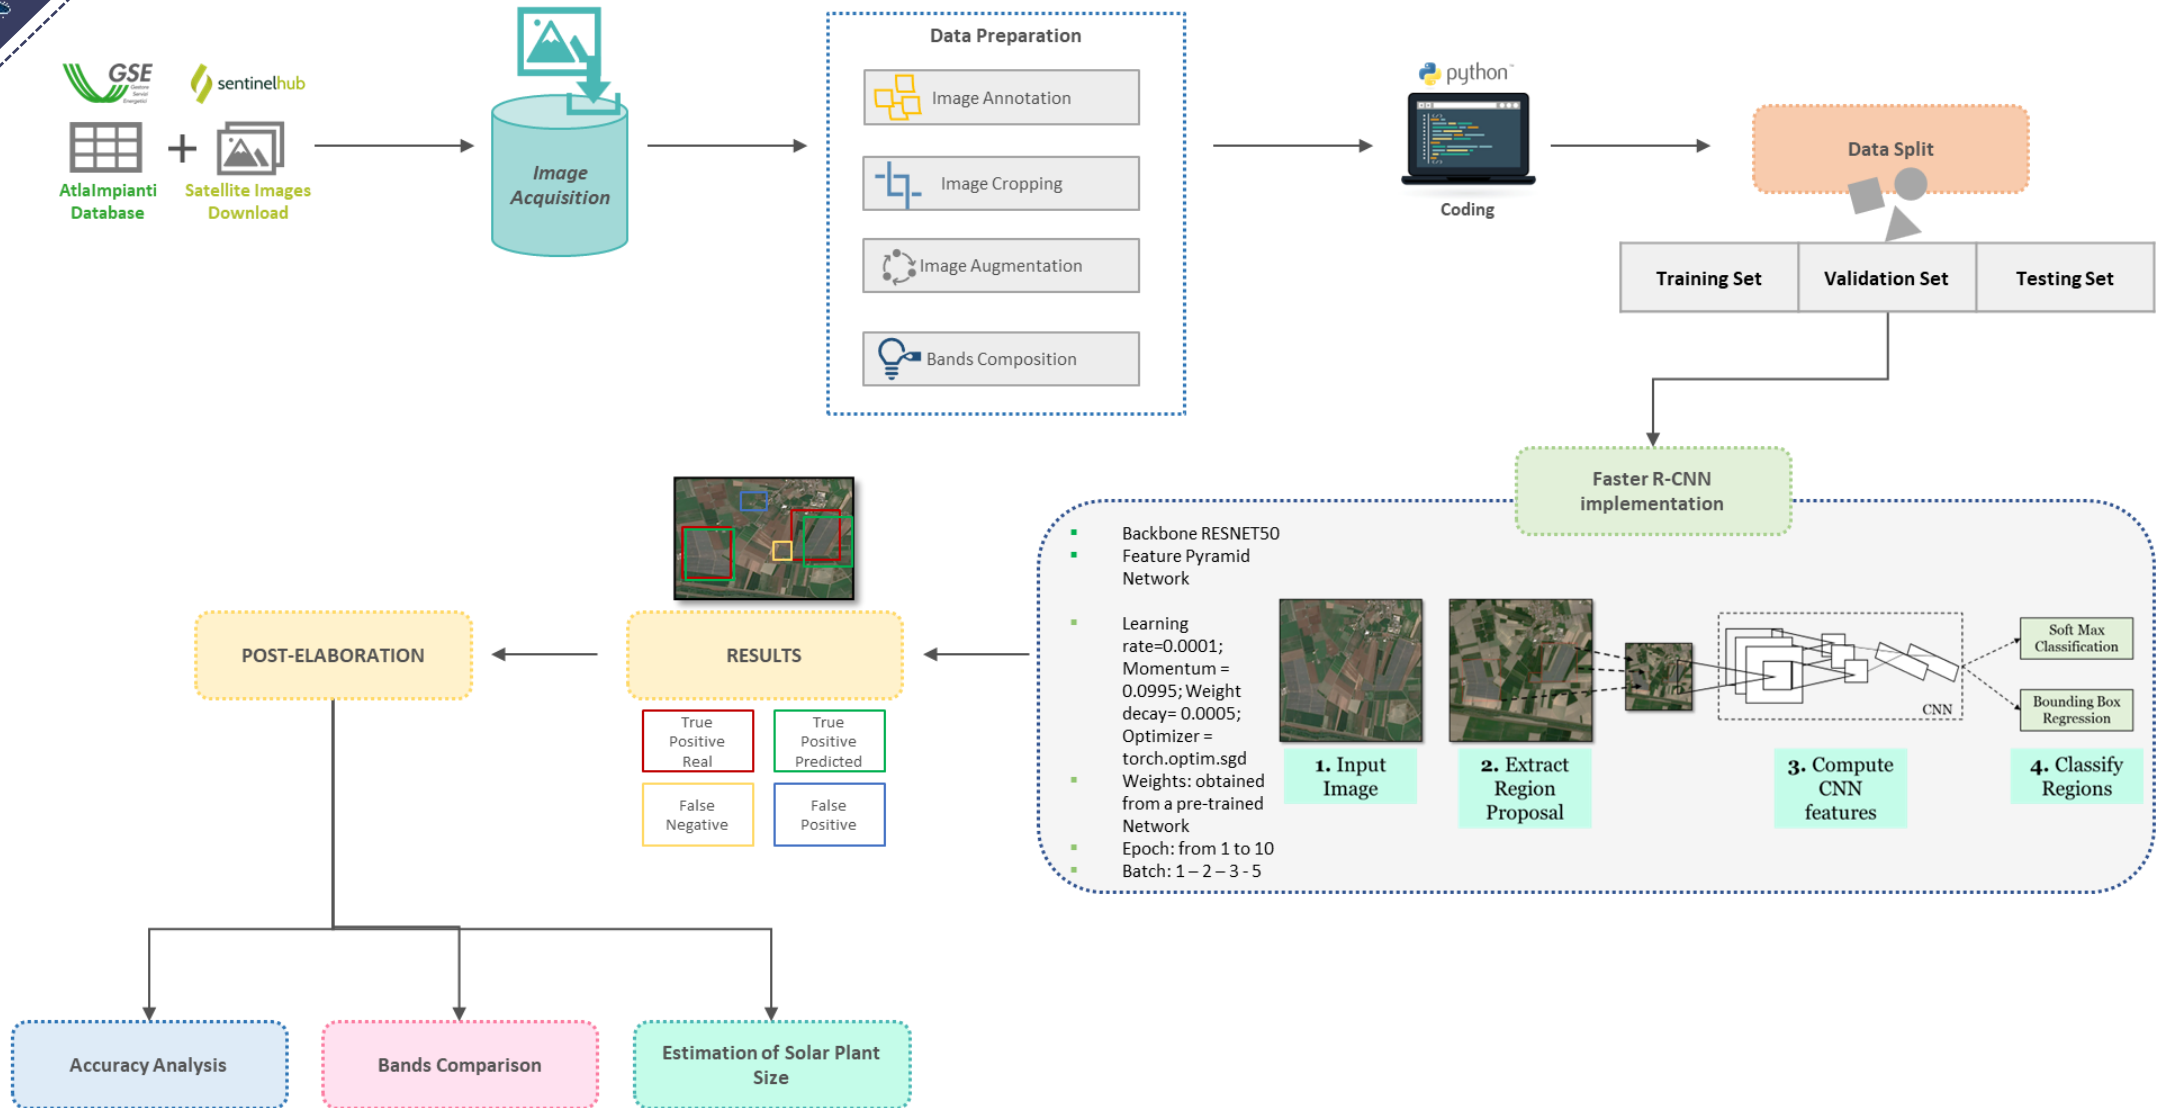 GSE
Gestore
Servizi
Energetici
sentinelhub
AtlaImpianti
Database
+
Satellite Images
Download
Image
Acquisition
Data Preparation
Image Annotation
Image Cropping
Image Augmentation
Bands Composition
python™
Coding
Data Split
Training Set
Validation Set
Testing Set
Faster R-CNN
implementation
Backbone RESNET50
Feature Pyramid
Network
Learning
rate=0.0001;
Momentum =
0.0995; Weight
decay= 0.0005;
Optimizer =
torch.optim.sgd
Weights: obtained
from a pre-trained
Network
Epoch: from 1 to 10
Batch: 1 – 2 – 3 - 5
1. Input
Image
2. Extract
Region
Proposal
CNN
3. Compute
CNN
features
Soft Max
Classification
Bounding Box
Regression
4. Classify
Regions
RESULTS
True
Positive
Real
True
Positive
Predicted
False
Negative
False
Positive
POST-ELABORATION
Accuracy Analysis
Bands Comparison
Estimation of Solar Plant
Size